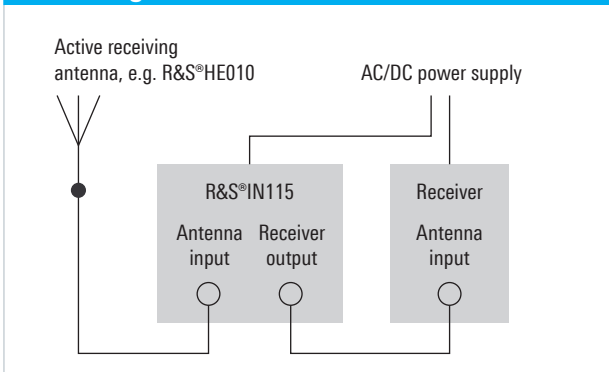 Active receiving
antenna, e.g. R&S®HE010
AC/DC power supply
R&S®IN115
Antenna input
Receiver output
Receiver
Antenna input